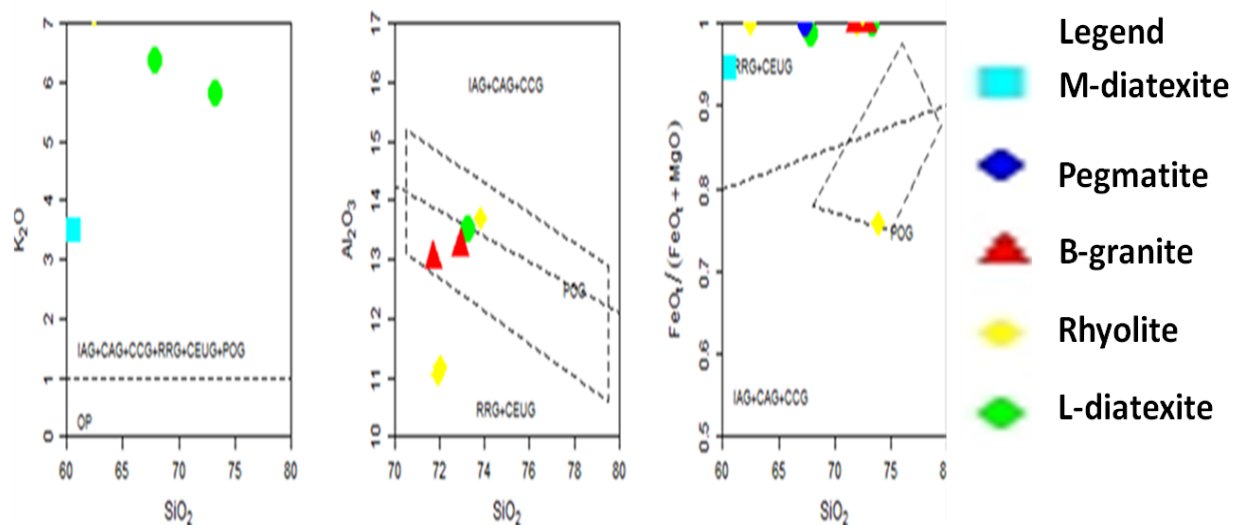 K2O
7
6
5
4
3
2
1
0
IAG+CAG+CCG+RRG+CEUG+POG
OP
60 65 70 75 80
SiO2
Al2O3
17
16
15
14
13
12
11
10
IAG+CAG+CCG
POG
RRG+CEUG
70 72 74 76 78 80
SiO2
FeOt/(FeOt + MgO)
1
0.9
0.8
0.7
0.6
0.5
RRG+CEUG
POG
IAG+CAG+CCG
60 65 70 75 80
SiO2
Legend
M-diatexite
Pegmatite
B-granite
Rhyolite
L-diatexite